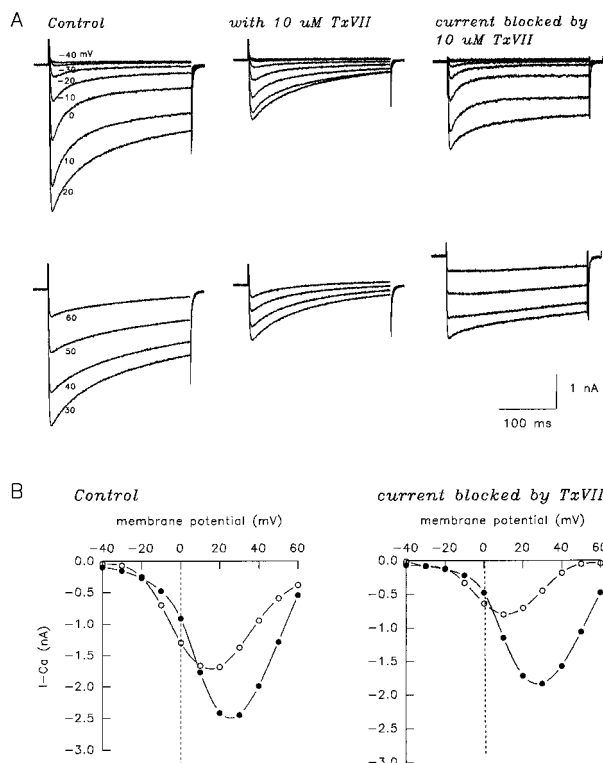 A
Control
with 10 uM TxVII
current blocked by
10 uM TxVII
-40 mV
-30
-20
-10
0
10
20
60
50
40
30
1 nA
100 ms
B
Control
current blocked by TxVII
membrane potential (mV)
membrane potential (mV)
-40 -20 0 20 40 60
-40 -20 0 20 40 60
0.0
-0.5
-1.0
-1.5
-2.0
-2.5
-3.0
I-Ca (nA)
0.0
-0.5
-1.0
-1.5
-2.0
-2.5
-3.0